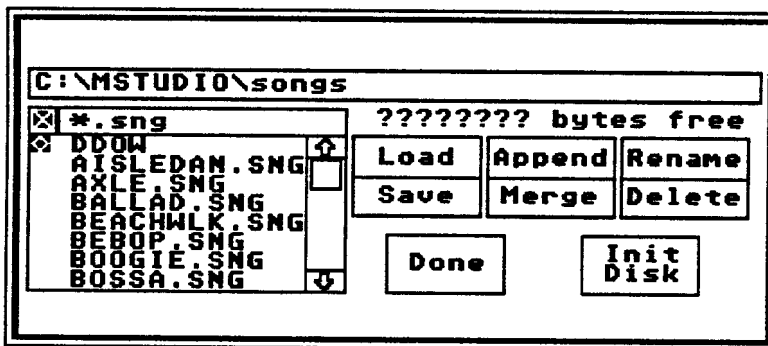 C:\MSTUDIO\songs
*.sng
???????? bytes free
DDOW
AISLEDAN.SNG
AXLE.SNG
BALLAD.SNG
BEACHWLK.SNG
BEBOP.SNG
BOOGIE.SNG
BOSSA.SNG
Load Append Rename
Save Merge Delete
Done
Init
Disk